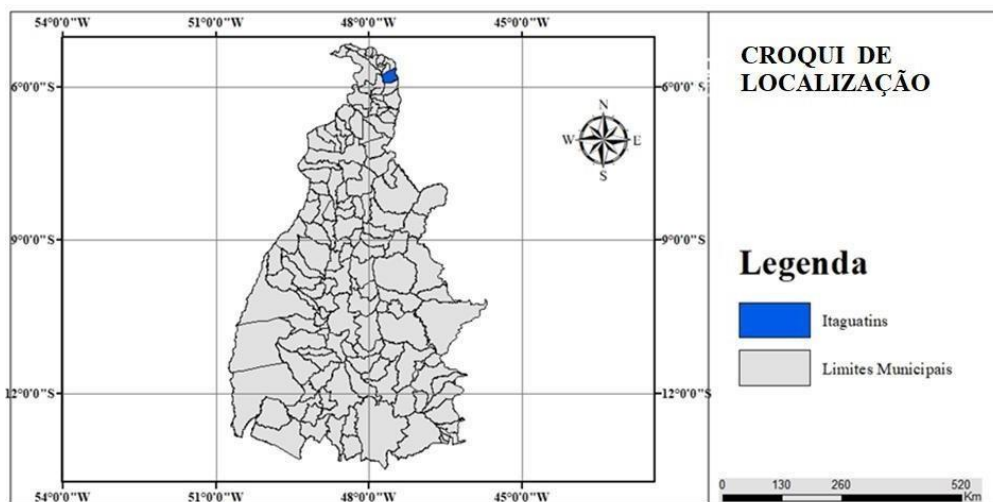 54°0'0"W 51°0'0"W 48°0'0"W 45°0'0"W
6°0'0"S 6°0'0"S
9°0'0"S 9°0'0"S
12°0'0"S 12°0'0"S
54°0'0"W 51°0'0"W 48°0'0"W 45°0'0"W
N
W E
S
CROQUI DE
LOCALIZAÇÃO
Legenda
Itaguatins
Limites Municipais
0 130 260 520
Km